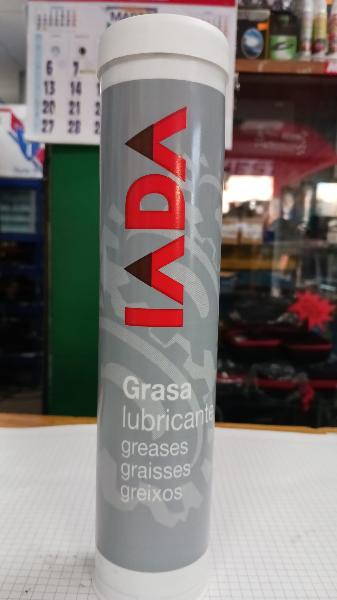 IADA
Grasa
lubricante
greases
graisses
greixos
6 7
13 14
20 21
27 28